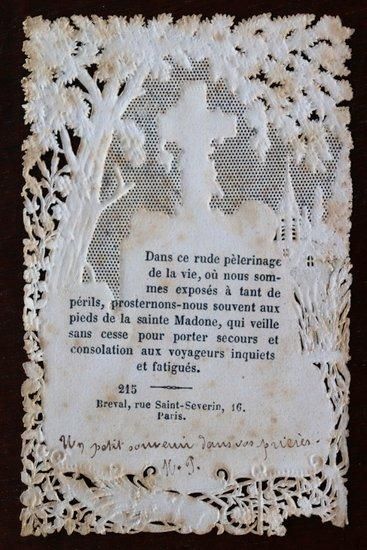 Dans ce rude pèlerinage
de la vie, où nous som-
mes exposés à tant de
périls, prosternons-nous souvent aux
pieds de la sainte Madone, qui veille
sans cesse pour porter secours et
consolation aux voyageurs inquiets
et fatigués.
215
Breval, rue Saint-Severin, 16.
Paris.
Un petit souvenir dans vos prières.